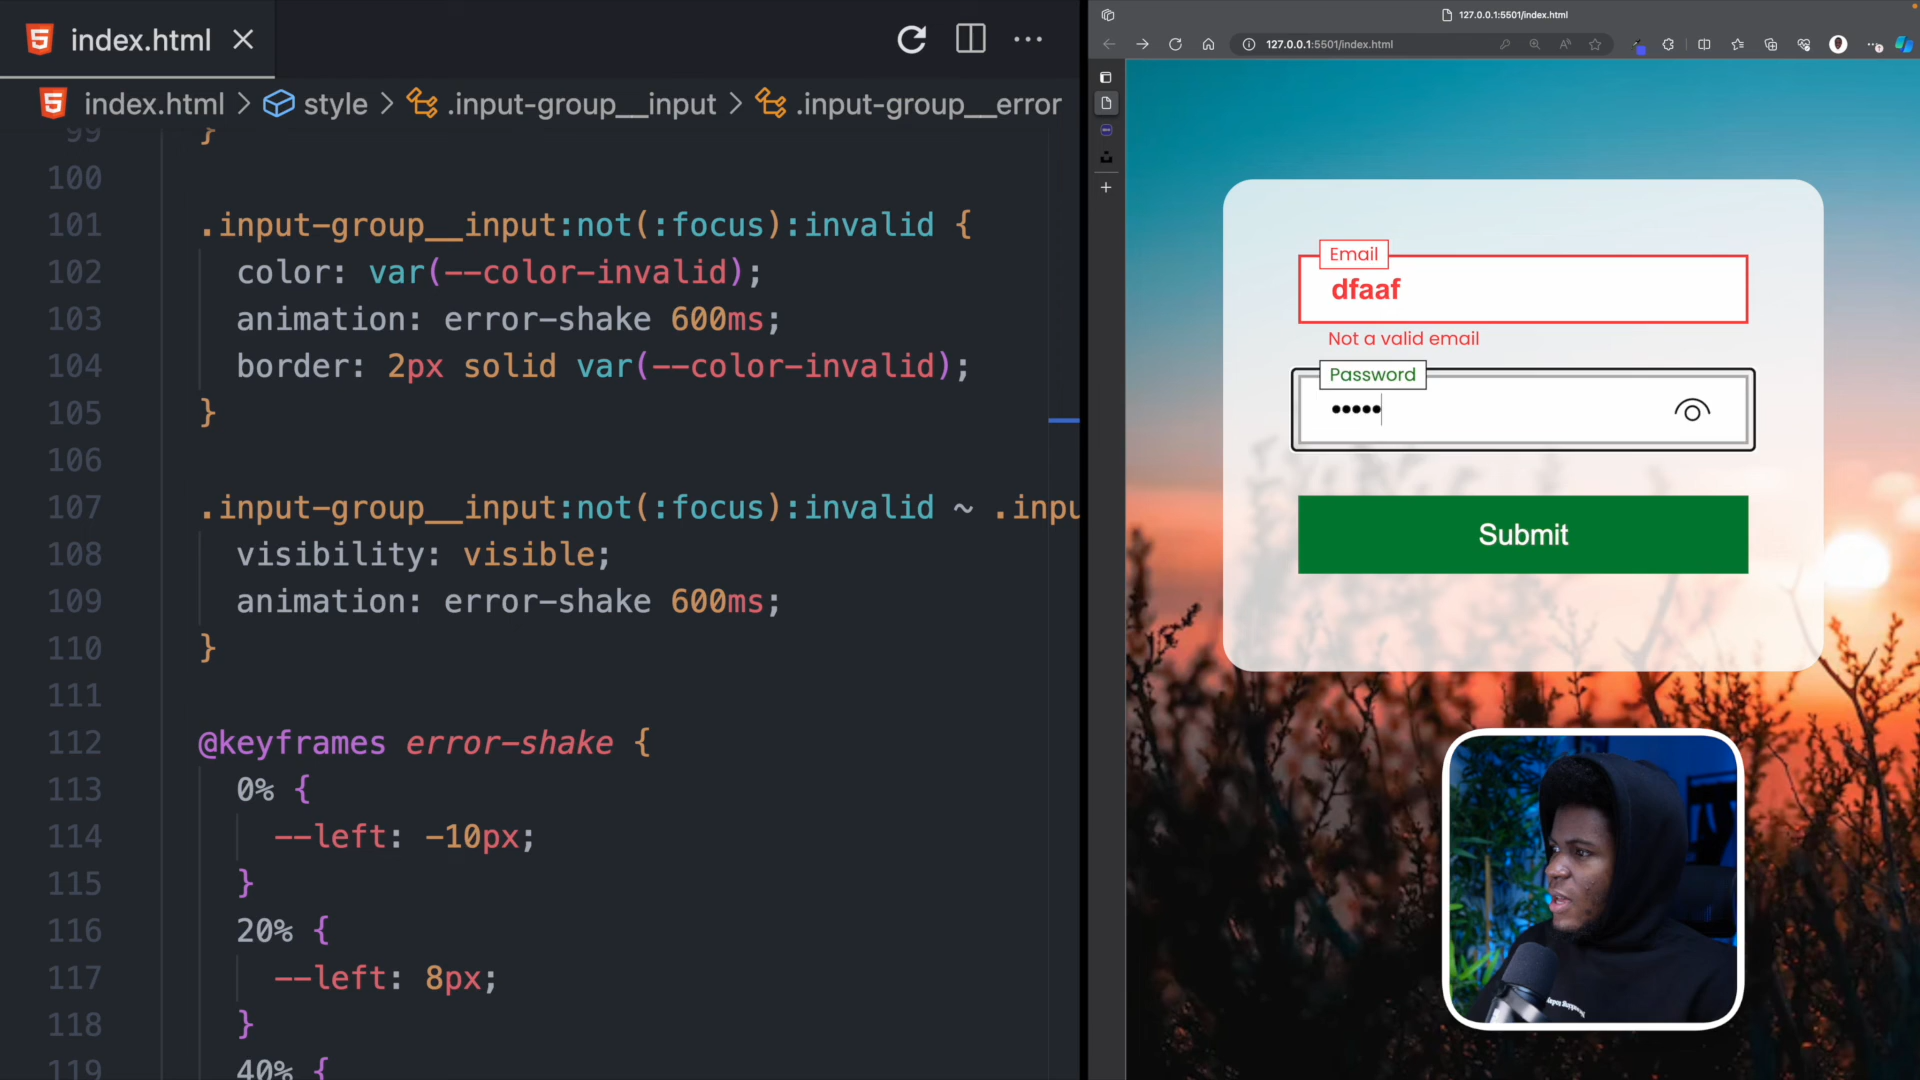 index.html
index.html > style > .input-group__input > .input-group__error
99 }
100
101 .input-group__input:not(:focus):invalid {
102 color: var(--color-invalid);
103 animation: error-shake 600ms;
104 border: 2px solid var(--color-invalid);
105 }
106
107 .input-group__input:not(:focus):invalid ~ .inpu
108 visibility: visible;
109 animation: error-shake 600ms;
110 }
111
112 @keyframes error-shake {
113 0% {
114 --left: -10px;
115 }
116 20% {
117 --left: 8px;
118 }
119 40% {
127.0.0.1:5501/index.html
127.0.0.1:5501/index.html
Email
dfaaf
Not a valid email
Password
Submit